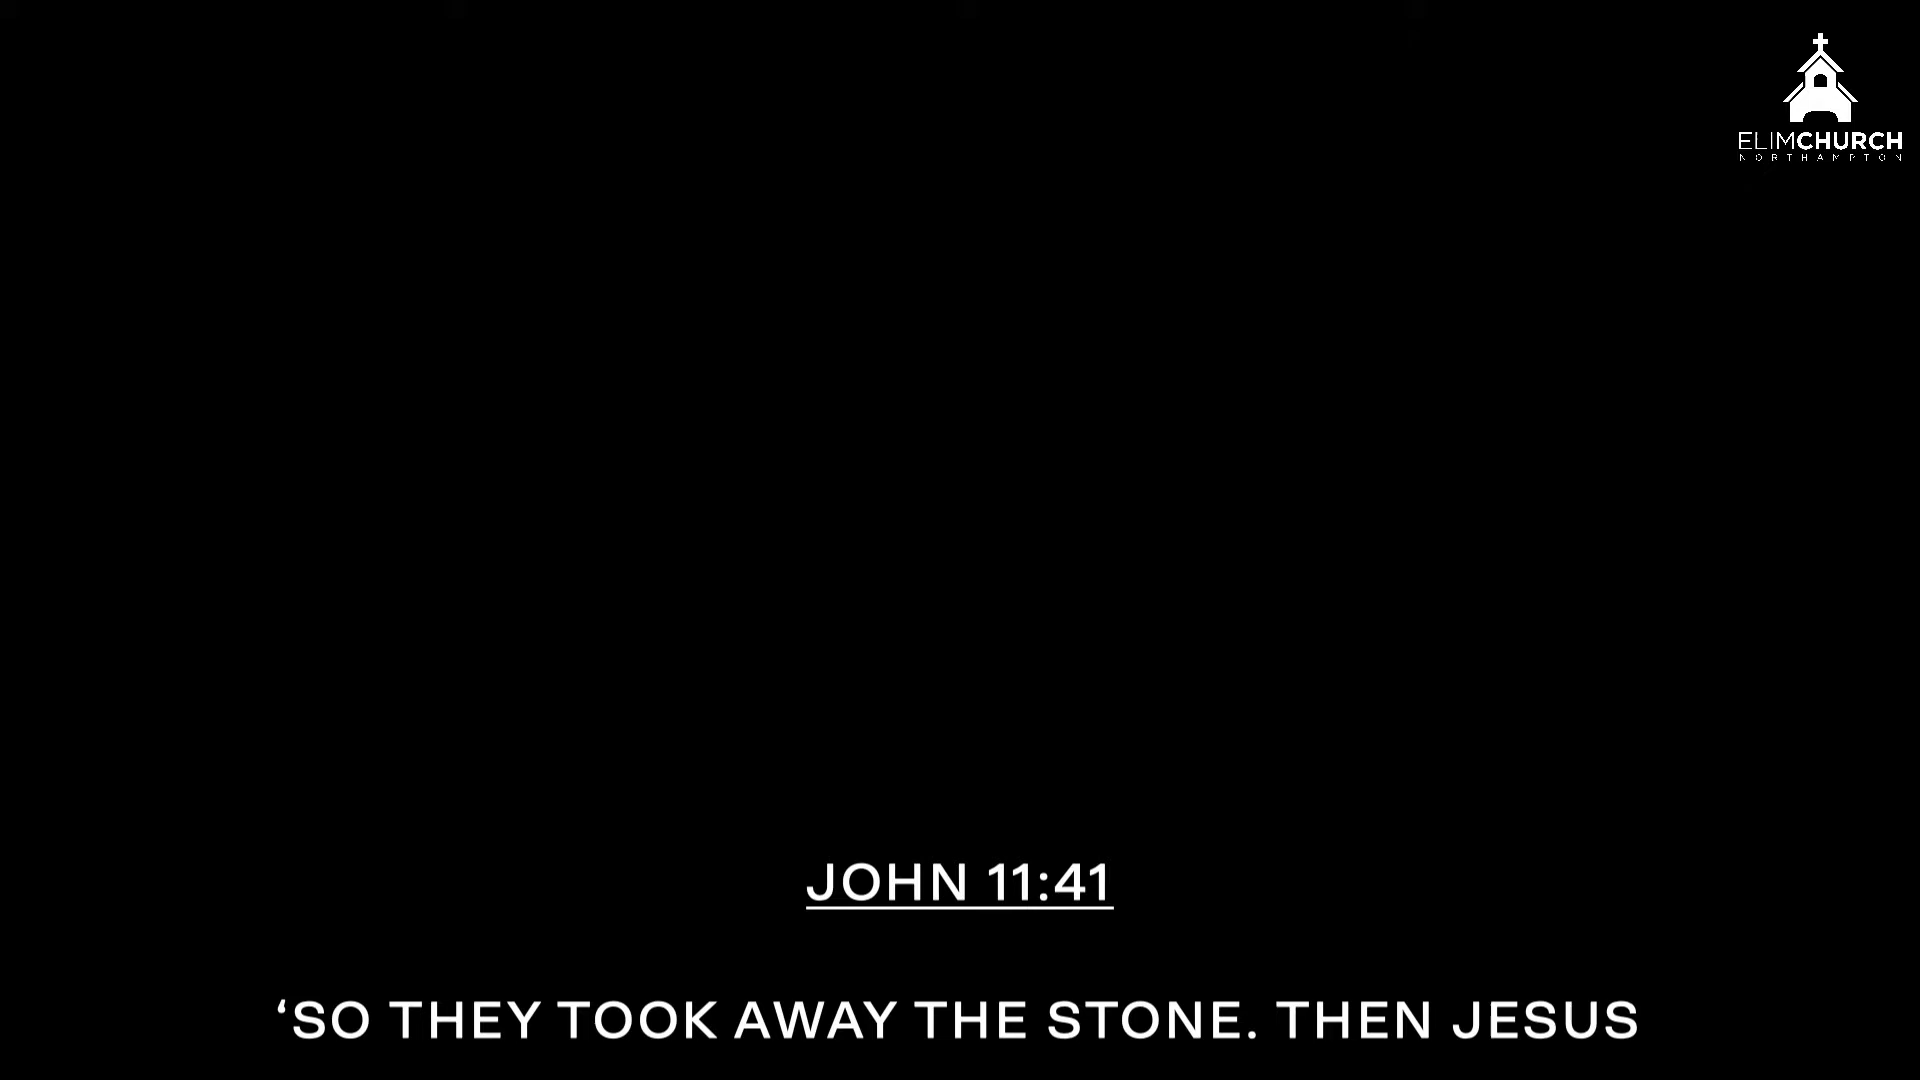 ELIMCHURCH
NORTHAMPTON
JOHN 11:41
‘SO THEY TOOK AWAY THE STONE. THEN JESUS